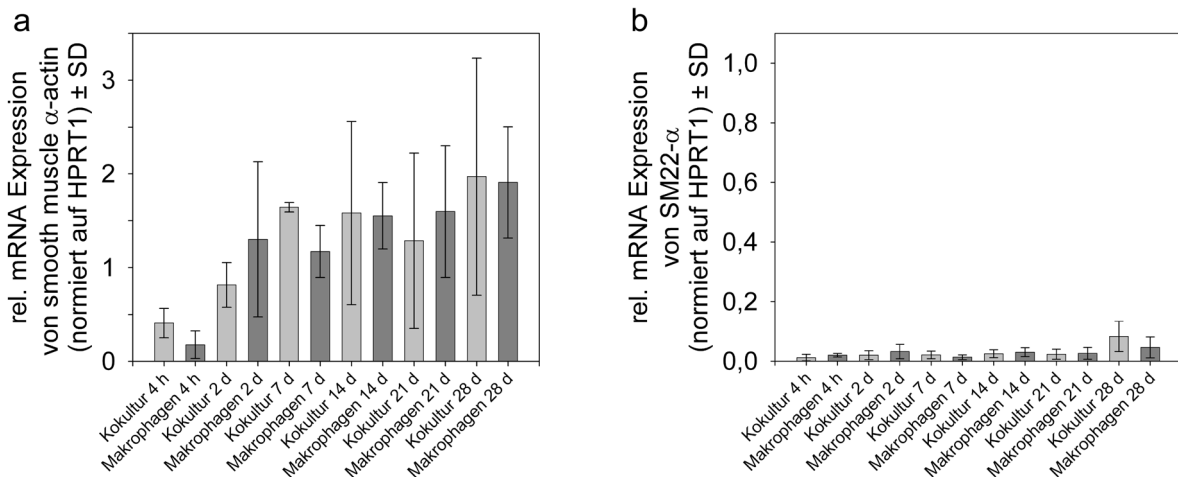 a
rel. mRNA Expression
von smooth muscle α-actin
(normiert auf HPRT1) ± SD
3
2
1
0
Kokultur 4 h
Makrophagen 4 h
Kokultur 2 d
Makrophagen 2 d
Kokultur 7 d
Makrophagen 7 d
Kokultur 14 d
Makrophagen 14 d
Kokultur 21 d
Makrophagen 21 d
Kokultur 28 d
Makrophagen 28 d
b
rel. mRNA Expression
von SM22-α
(normiert auf HPRT1) ± SD
1,0
0,8
0,6
0,4
0,2
0,0
Kokultur 4 h
Makrophagen 4 h
Kokultur 2 d
Makrophagen 2 d
Kokultur 7 d
Makrophagen 7 d
Kokultur 14 d
Makrophagen 14 d
Kokultur 21 d
Makrophagen 21 d
Kokultur 28 d
Makrophagen 28 d